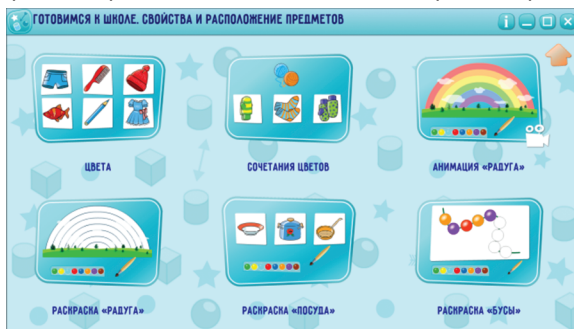 ГОТОВИМСЯ К ШКОЛЕ. СВОЙСТВА И РАСПОЛОЖЕНИЕ ПРЕДМЕТОВ
i
ЦВЕТА
СОЧЕТАНИЯ ЦВЕТОВ
АНИМАЦИЯ «РАДУГА»
РАСКРАСКА «РАДУГА»
РАСКРАСКА «ПОСУДА»
РАСКРАСКА «БУСЫ»